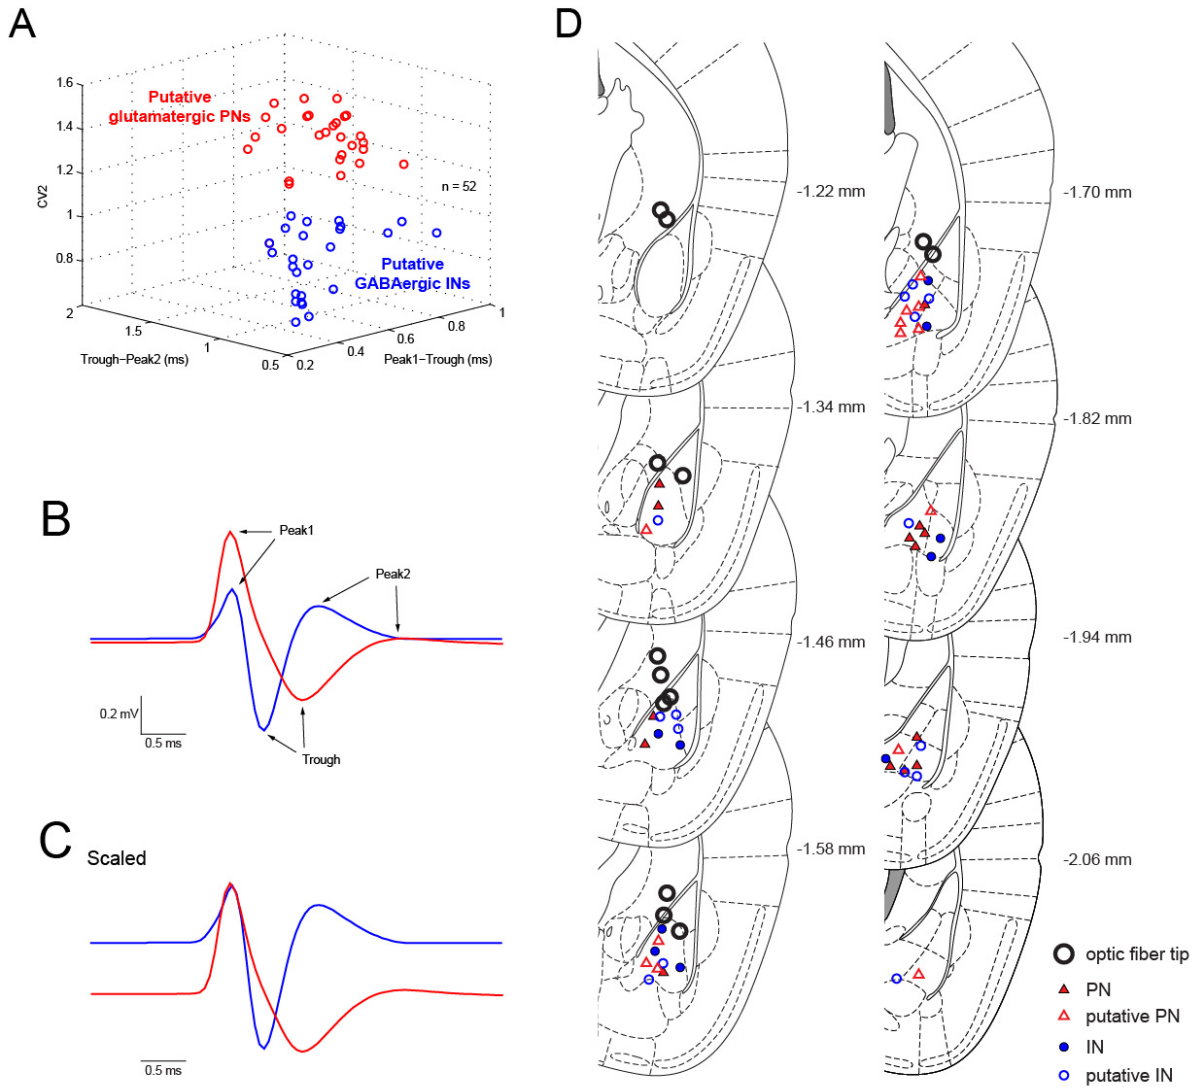 A
1.6
1.4
1.2
1
0.8
CV2
Putative
glutamatergic PNs
n = 52
Putative
GABAergic INs
2
1.5
1
0.5
0.2
0.4
0.6
0.8
1
Trough−Peak2 (ms)
Peak1−Trough (ms)
B
Peak1
Peak2
Trough
0.2 mV
0.5 ms
C
Scaled
0.5 ms
D
-1.22 mm
-1.34 mm
-1.46 mm
-1.58 mm
-1.70 mm
-1.82 mm
-1.94 mm
-2.06 mm
optic fiber tip
PN
putative PN
IN
putative IN